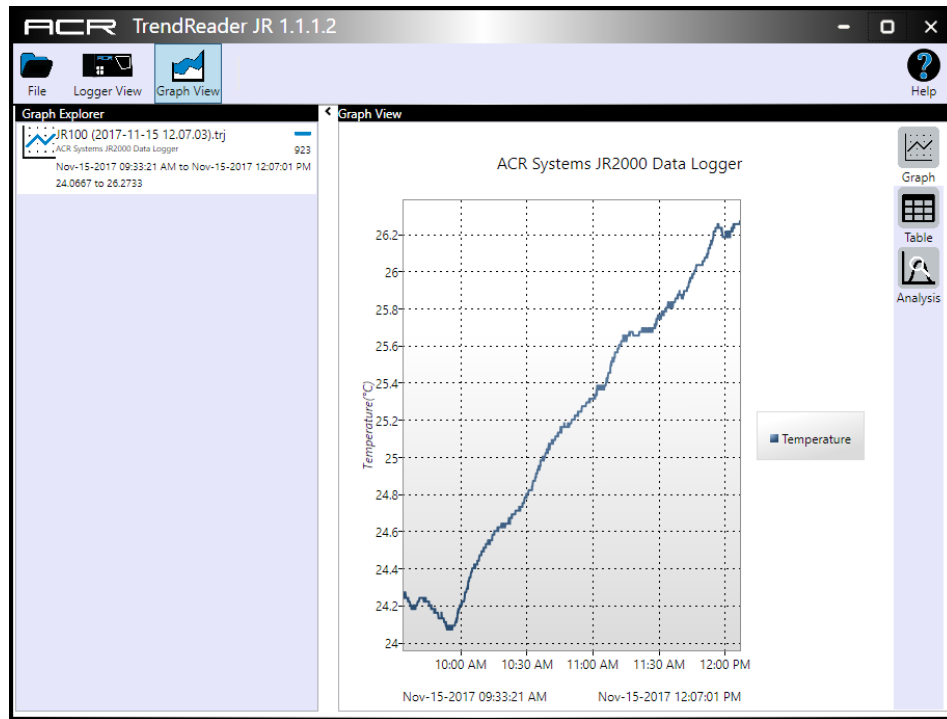 ACR TrendReader JR 1.1.1.2
File
Logger View
Graph View
Help
Graph Explorer
JR100 (2017-11-15 12.07.03).trj
ACR Systems JR2000 Data Logger
923
Nov-15-2017 09:33:21 AM to Nov-15-2017 12:07:01 PM
24.0667 to 26.2733
Graph View
ACR Systems JR2000 Data Logger
Temperature(°C)
26.2
26
25.8
25.6
25.4
25.2
25
24.8
24.6
24.4
24.2
24
10:00 AM 10:30 AM 11:00 AM 11:30 AM 12:00 PM
Nov-15-2017 09:33:21 AM Nov-15-2017 12:07:01 PM
Temperature
Graph
Table
Analysis